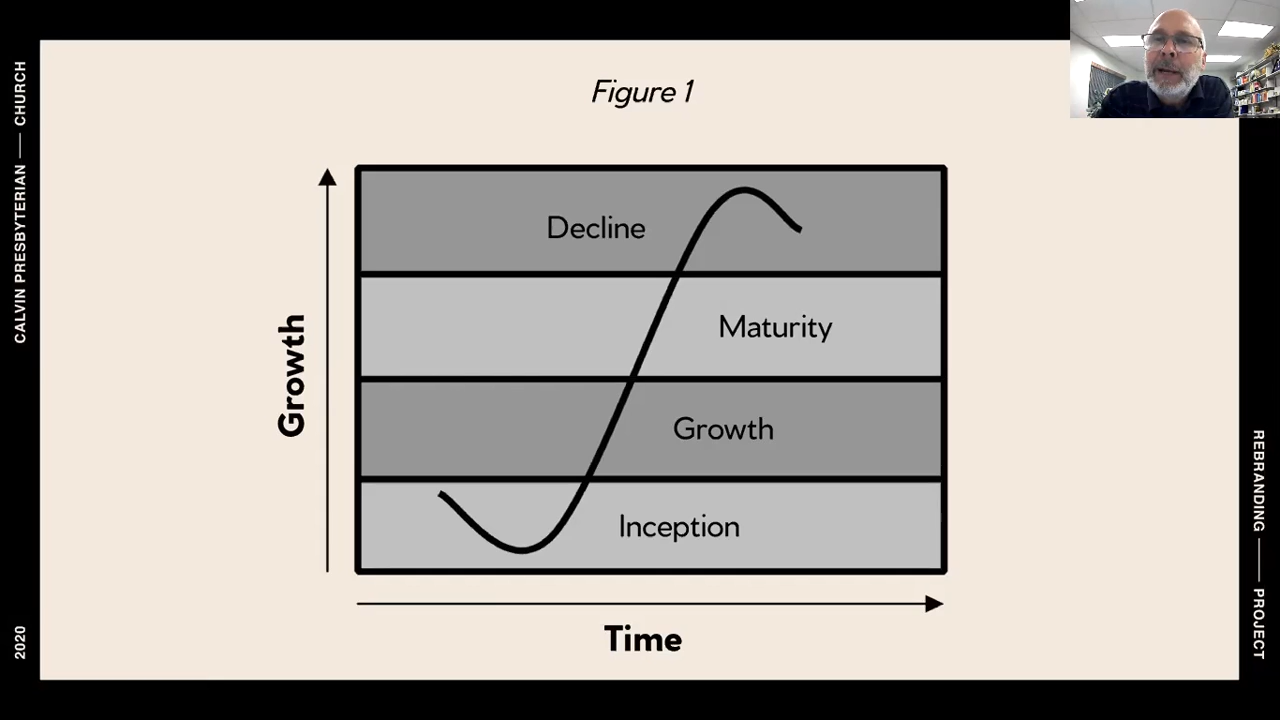 CALVIN PRESBYTERIAN — CHURCH
2020
Figure 1
Growth
Decline
Maturity
Growth
Inception
Time
REBRANDING — PROJECT